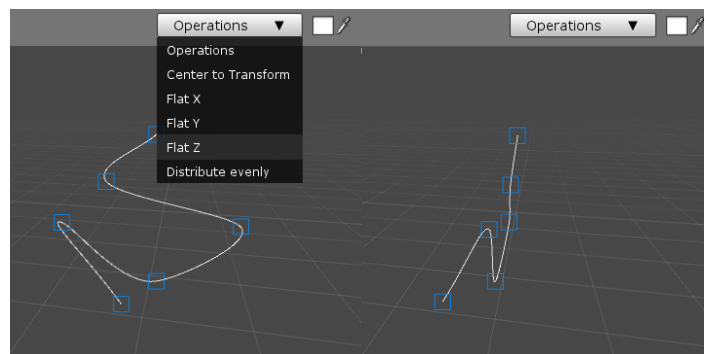 Operations ▼
Operations
Center to Transform
Flat X
Flat Y
Flat Z
Distribute evenly
Operations ▼